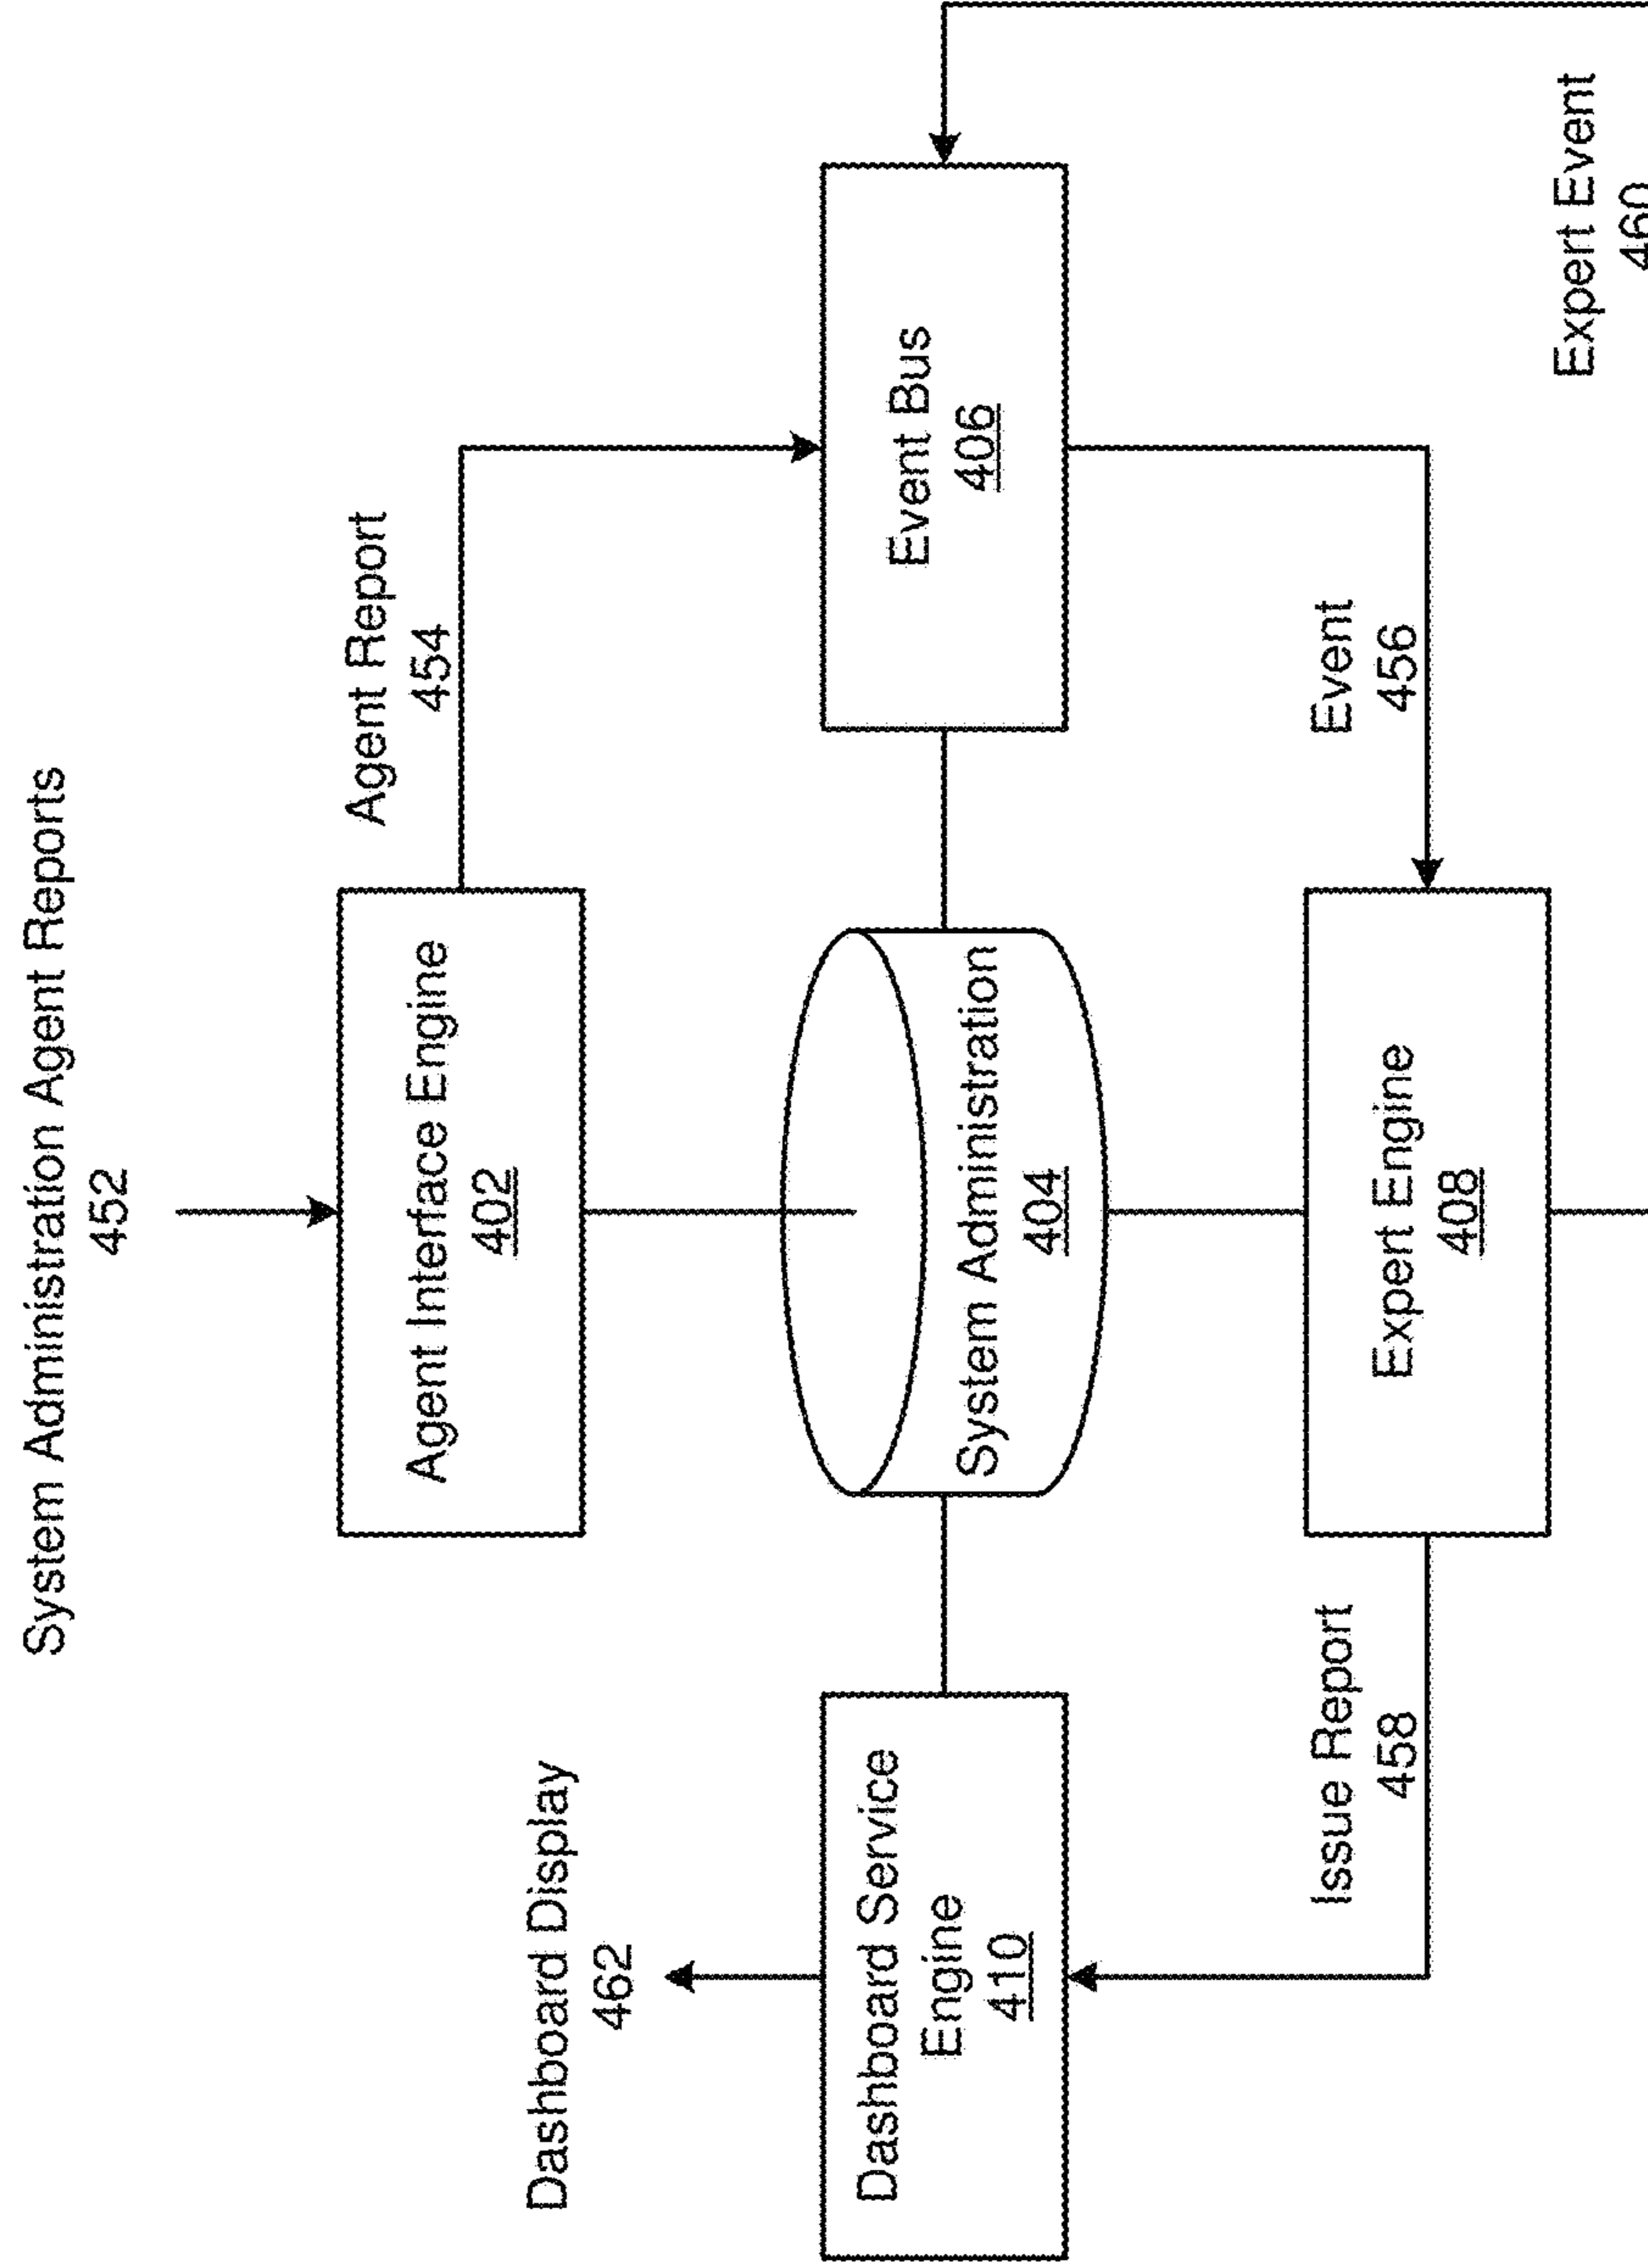 System Administration Agent Reports
452
Agent Report
454
Agent Interface Engine
402
Dashboard Display
462
Dashboard Service
Engine
410
System Administration
404
Event Bus
406
Issue Report
458
Event
456
Expert Engine
408
Expert Event
460